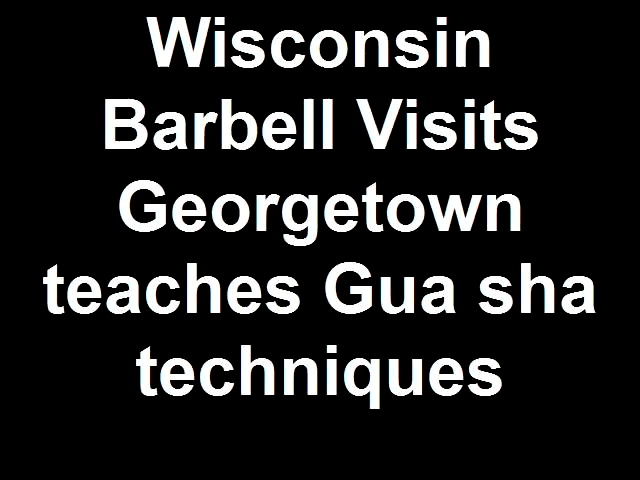 Wisconsin
Barbell Visits
Georgetown
teaches Gua sha
techniques